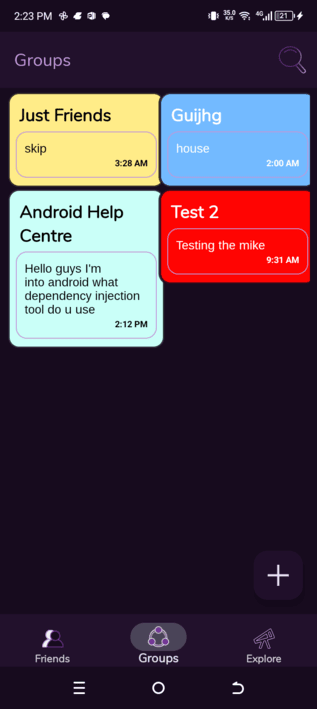 2:23 PM 35.0 K/S 4G 21
Groups
Just Friends
skip
3:28 AM
Guijhg
house
2:00 AM
Android Help
Centre
Hello guys I'm
into android what
dependency injection
tool do u use
2:12 PM
Test 2
Testing the mike
9:31 AM
Friends
Groups
Explore